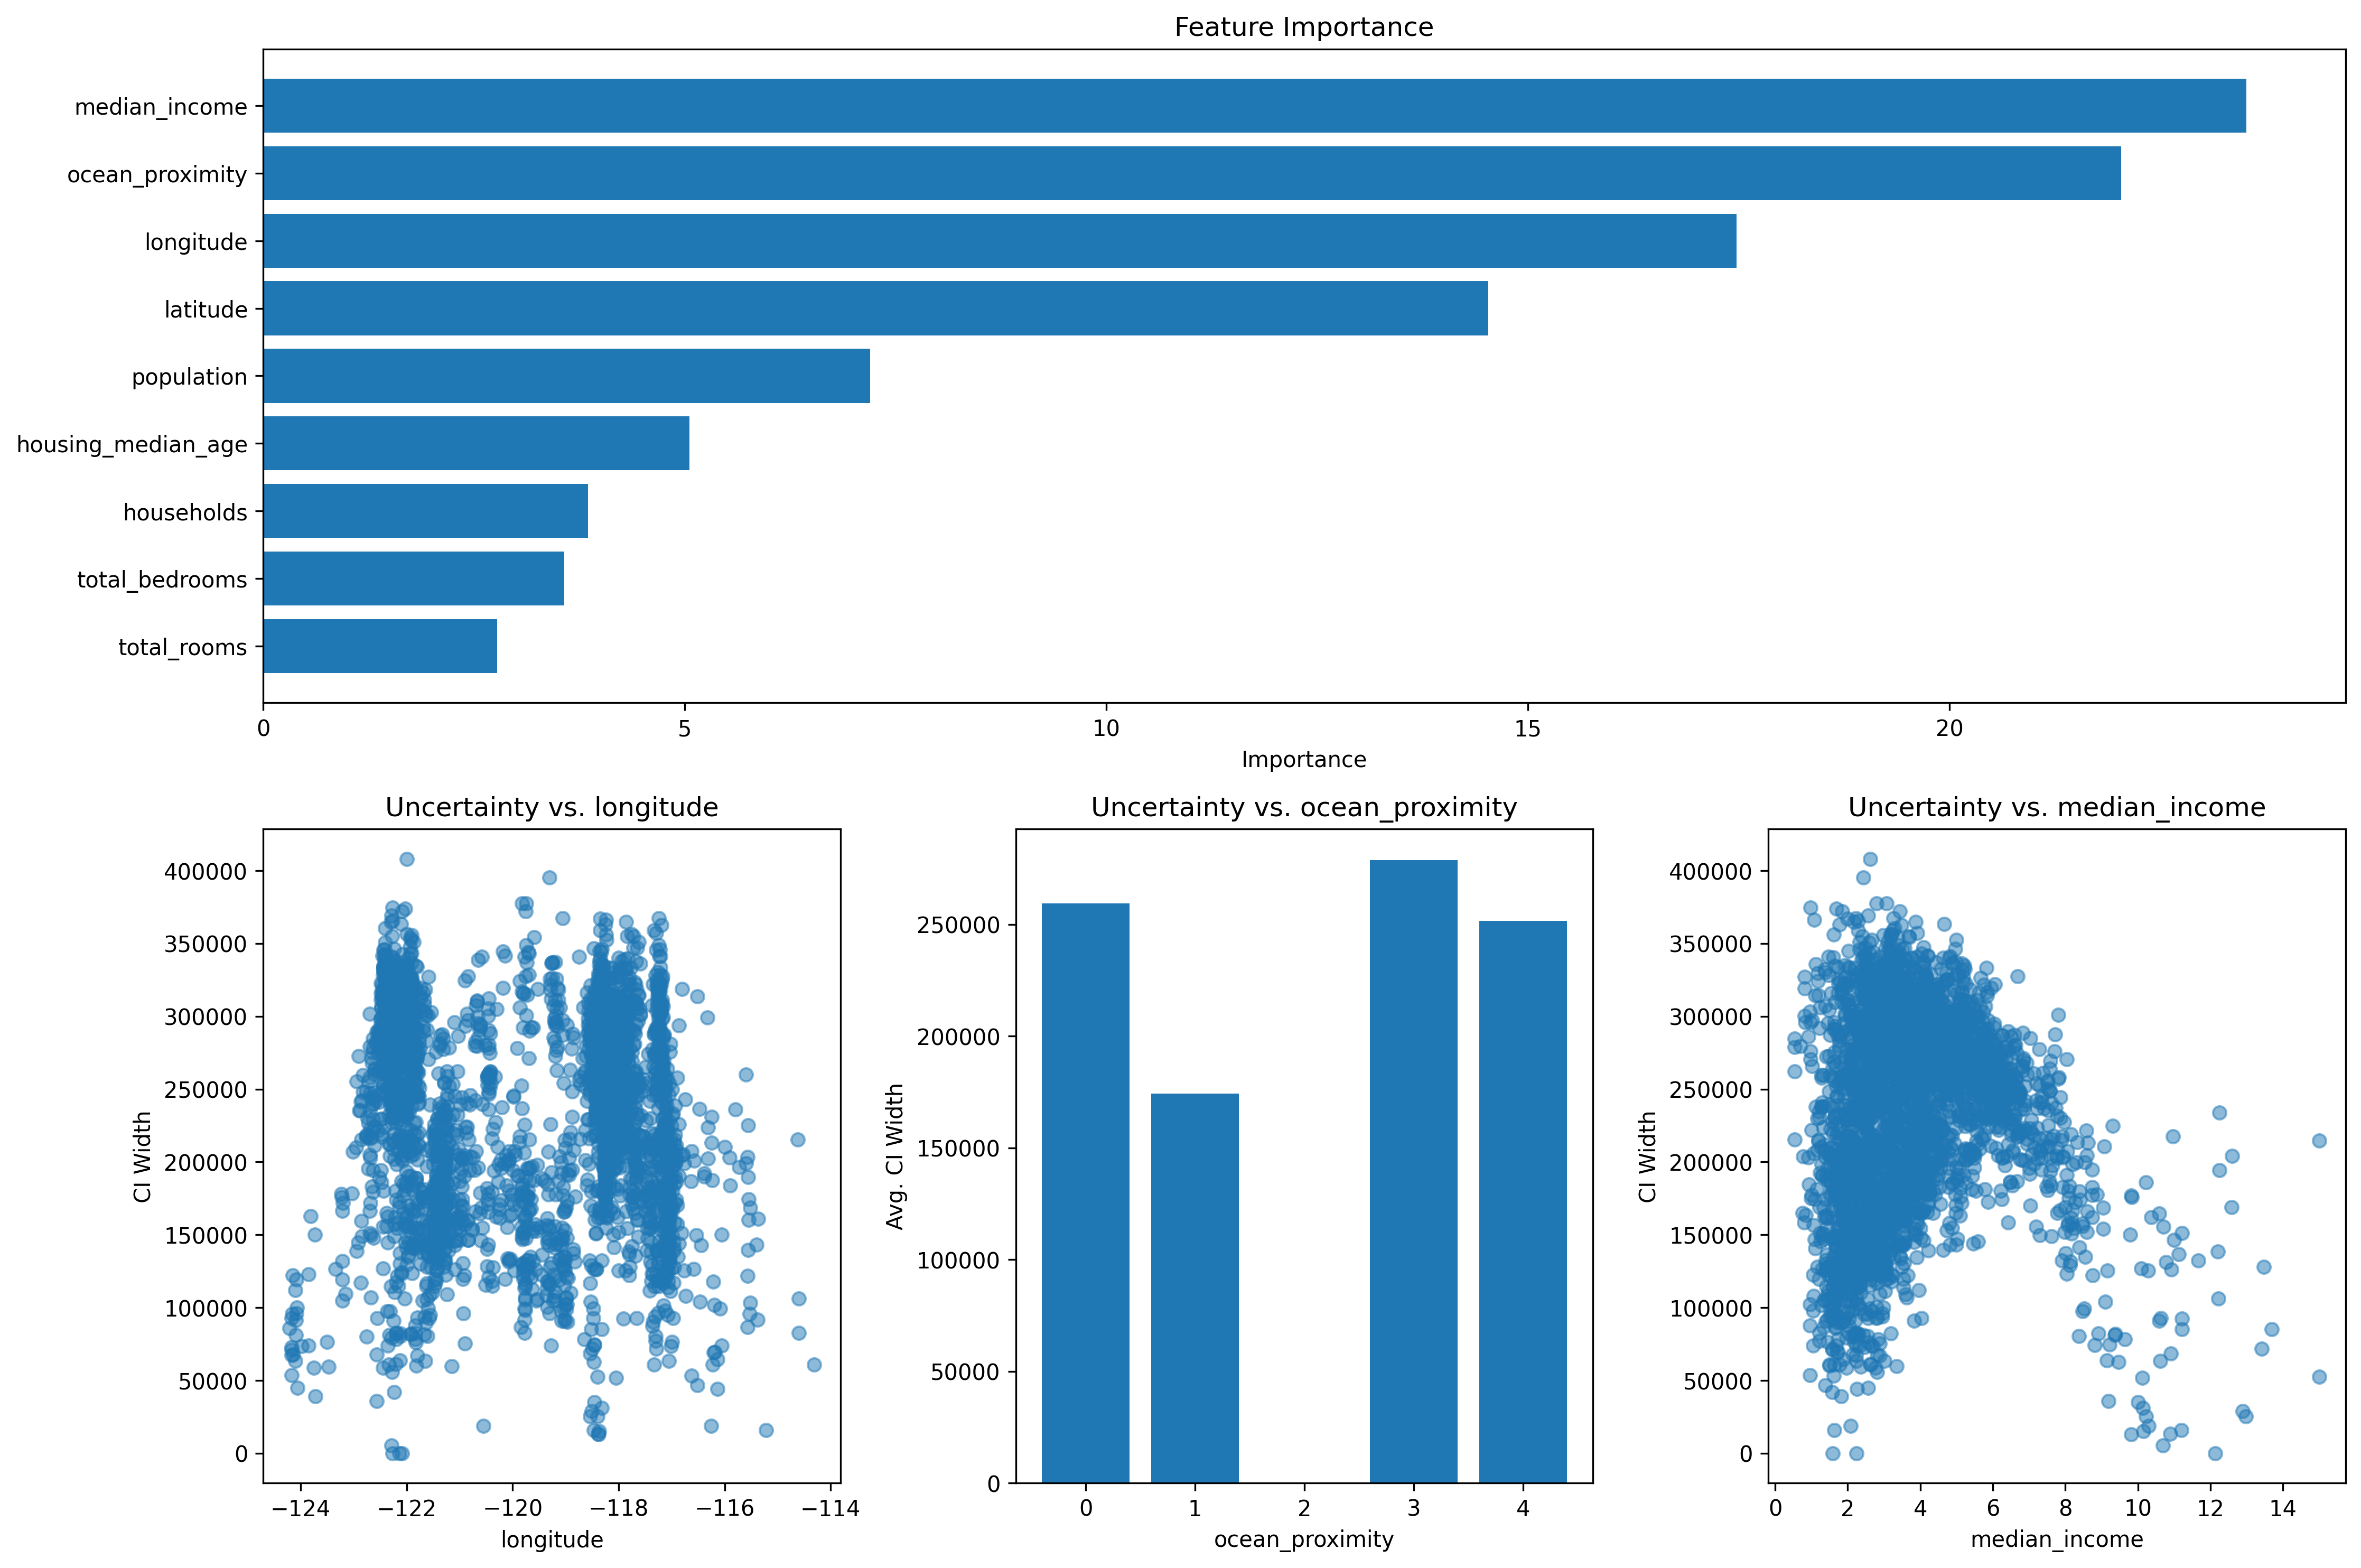 Feature Importance
median_income
ocean_proximity
longitude
latitude
population
housing_median_age
households
total_bedrooms
total_rooms
0 5 10 15 20
Importance
Uncertainty vs. longitude
CI Width
400000
350000
300000
250000
200000
150000
100000
50000
0
−124 −122 −120 −118 −116 −114
longitude
Uncertainty vs. ocean_proximity
Avg. CI Width
250000
200000
150000
100000
50000
0
0 1 2 3 4
ocean_proximity
Uncertainty vs. median_income
CI Width
400000
350000
300000
250000
200000
150000
100000
50000
0
0 2 4 6 8 10 12 14
median_income